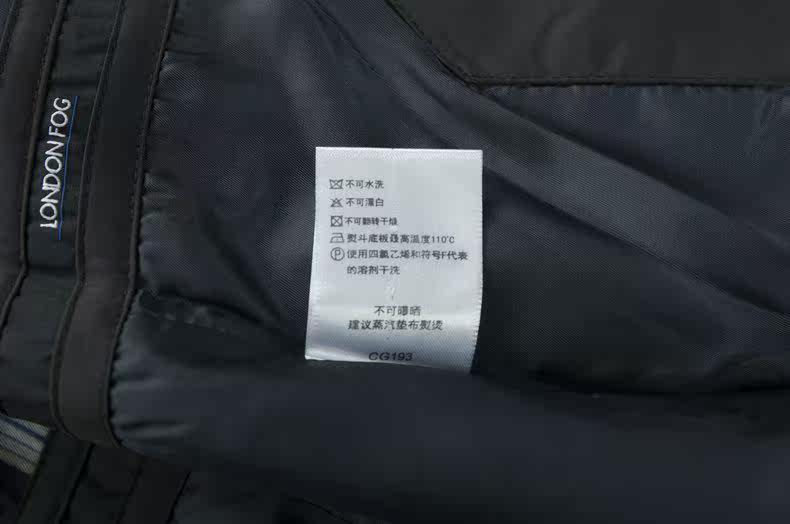 LONDON FOG
不可水洗
不可漂白
不可翻转干燥
熨斗底板最高温度110℃
Ⓟ使用四氯乙烯和符号F代表
的溶剂干洗
不可曝晒
建议蒸汽垫布熨烫
CG193